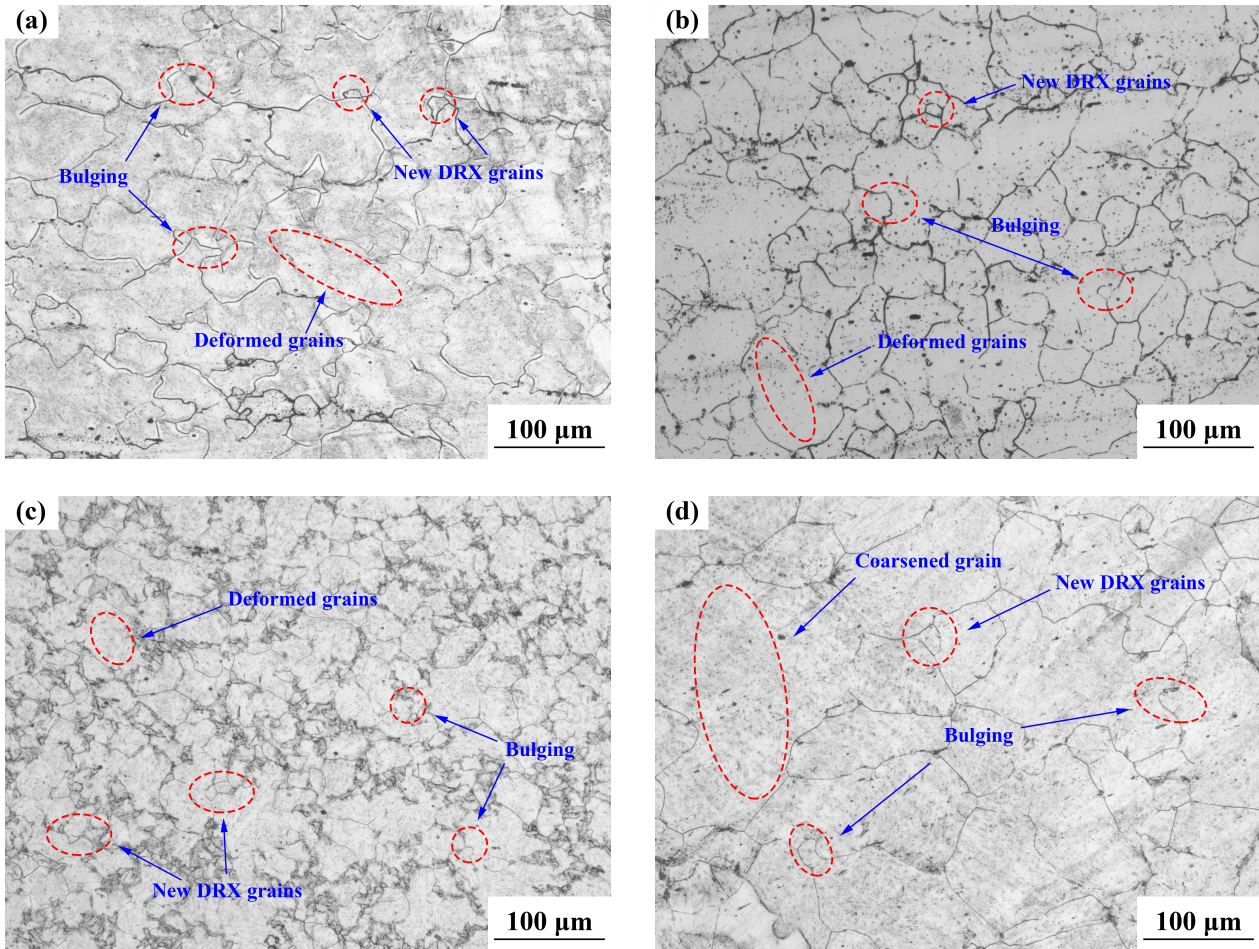 (a)
Bulging
New DRX grains
Deformed grains
100 μm
(b)
New DRX grains
Bulging
Deformed grains
100 μm
(c)
Deformed grains
Bulging
New DRX grains
100 μm
(d)
Coarsened grain
New DRX grains
Bulging
100 μm